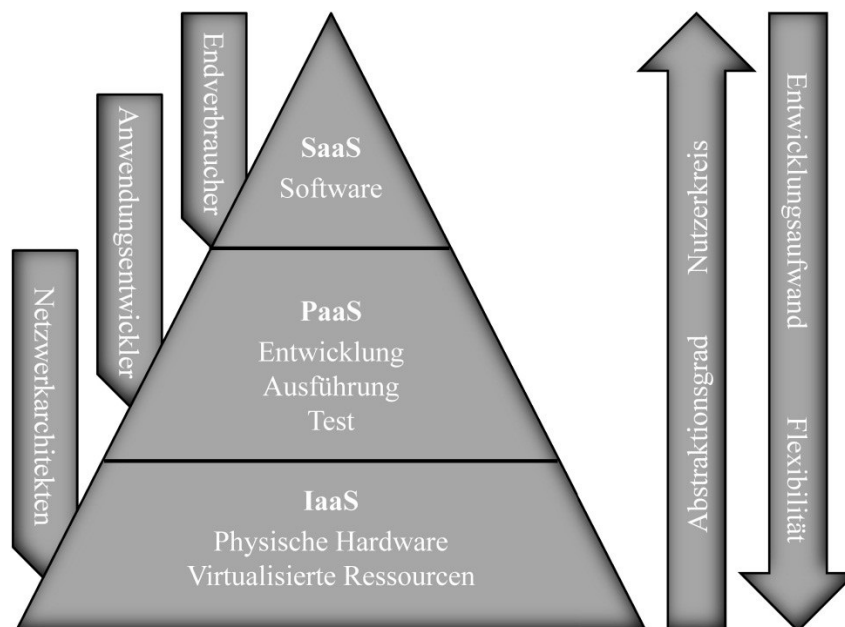 Endverbraucher
Anwendungsentwickler
Netzwerkarchitekten
SaaS
Software
PaaS
Entwicklung
Ausführung
Test
IaaS
Physische Hardware
Virtualisierte Ressourcen
Abstraktionsgrad Nutzerkreis
Entwicklungsaufwand Flexibilität